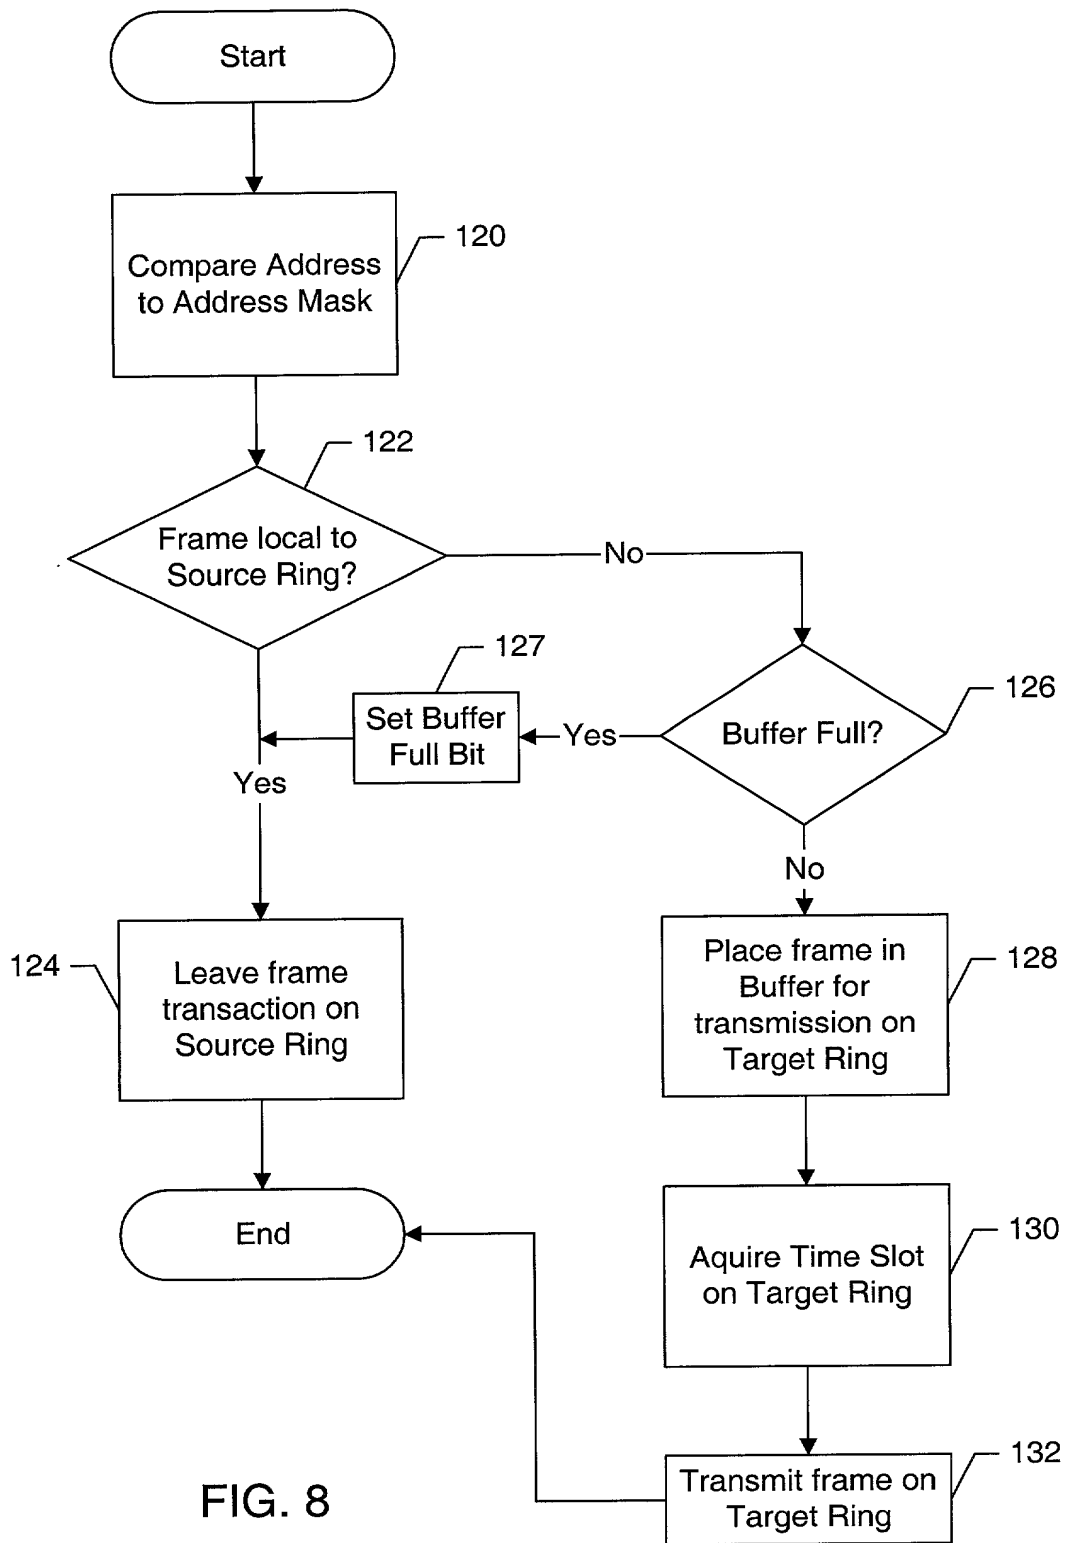 Start
Compare Address
to Address Mask
120
122
Frame local to
Source Ring?
No
127
Set Buffer
Full Bit
Yes
Buffer Full?
126
Yes
No
124
Leave frame
transaction on
Source Ring
Place frame in
Buffer for
transmission on
Target Ring
128
End
Aquire Time Slot
on Target Ring
130
Transmit frame on
Target Ring
132
FIG. 8